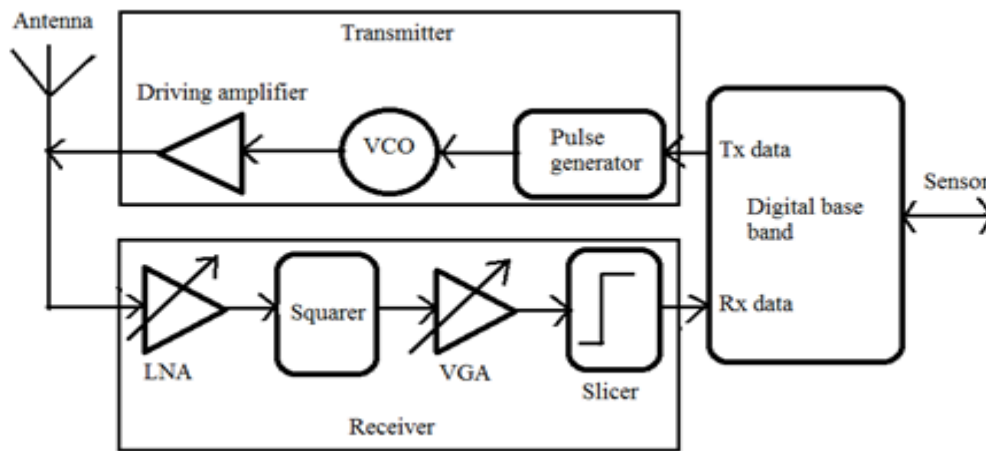 Antenna
Transmitter
Driving amplifier
VCO
Pulse
generator
Tx data
Digital base
band
Rx data
Sensor
LNA
Squarer
VGA
Slicer
Receiver